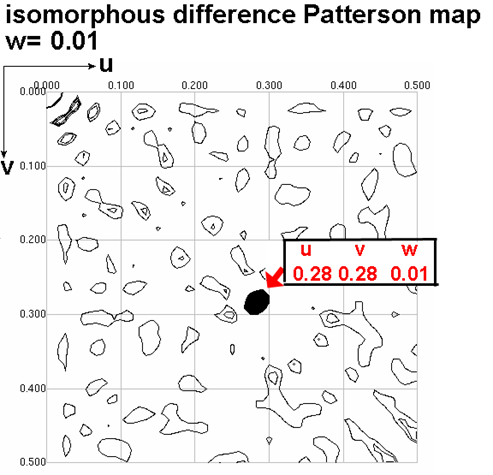 isomorphous difference Patterson map
w= 0.01
u
0.000 0.100 0.200 0.300 0.400 0.500
0.000
v
0.100
0.200
u v w
0.28 0.28 0.01
0.300
0.400
0.500